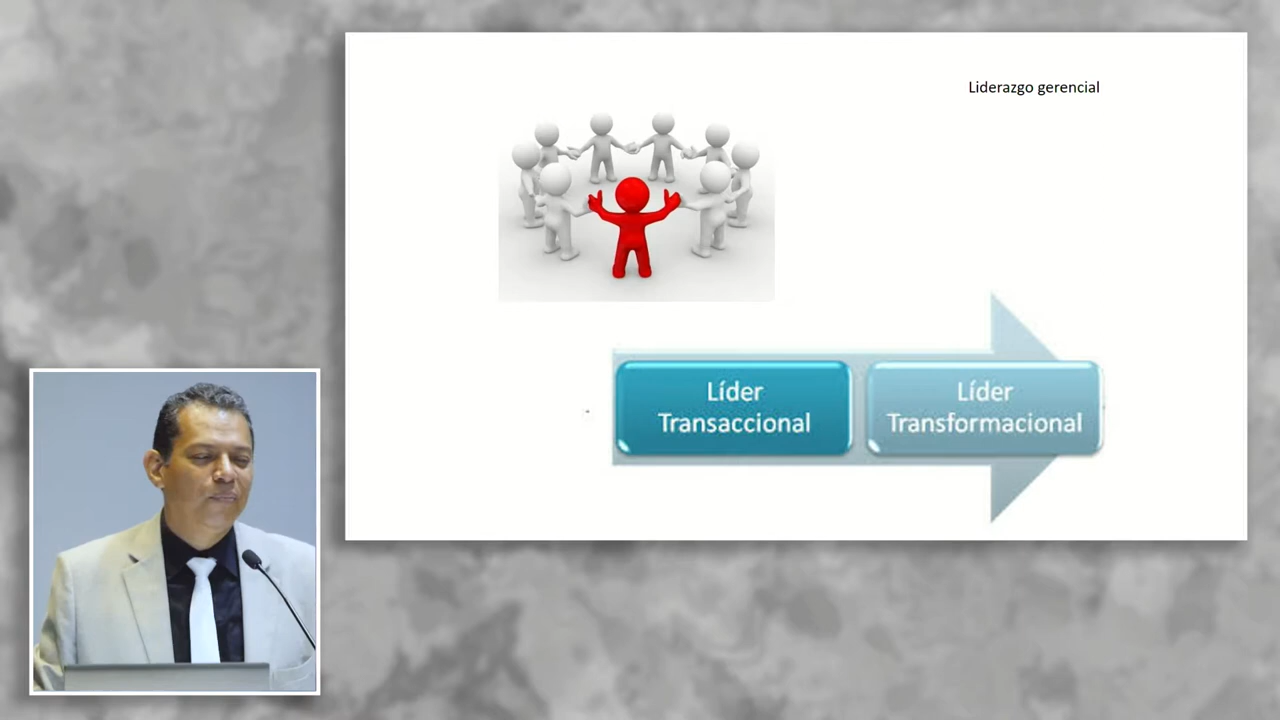 Liderazgo gerencial
Líder
Transaccional
Líder
Transformacional